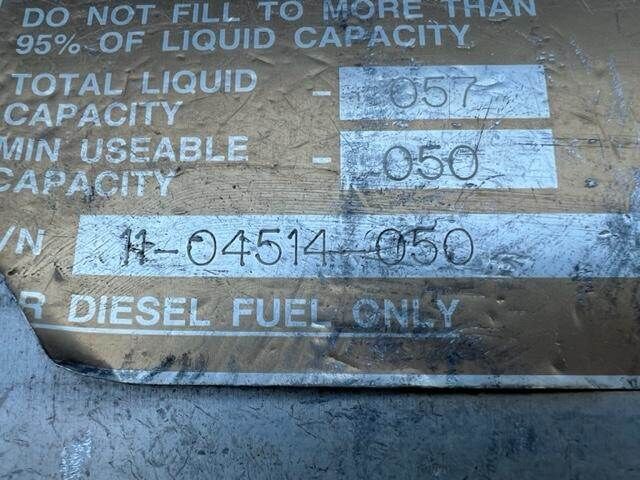 DO NOT FILL TO MORE THAN
95% OF LIQUID CAPACITY
TOTAL LIQUID - 057
CAPACITY
MIN USEABLE - 050
CAPACITY
/N 11-04514-050
R DIESEL FUEL ONLY